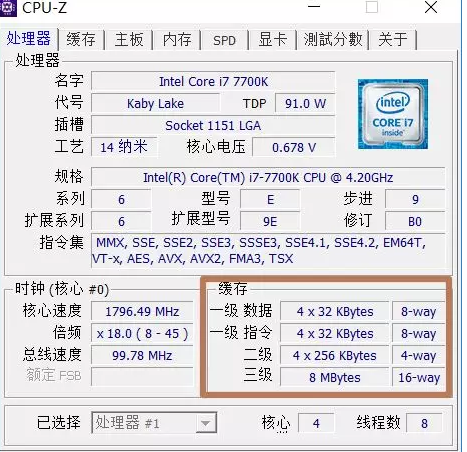 CPU-Z
处理器 缓存 主板 内存 SPD 显卡 測試分數 关于
处理器
名字 Intel Core i7 7700K
代号 Kaby Lake TDP 91.0 W
插槽 Socket 1151 LGA
工艺 14 纳米 核心电压 0.678 V
intel
CORE i7
inside
规格 Intel(R) Core(TM) i7-7700K CPU @ 4.20GHz
系列 6 型号 E 步进 9
扩展系列 6 扩展型号 9E 修订 B0
指令集 MMX, SSE, SSE2, SSE3, SSSE3, SSE4.1, SSE4.2, EM64T,
VT-x, AES, AVX, AVX2, FMA3, TSX
时钟 (核心 #0) 缓存
核心速度 1796.49 MHz 一级 数据 4 x 32 KBytes 8-way
倍频 x 18.0 ( 8 - 45 ) 一级 指令 4 x 32 KBytes 8-way
总线速度 99.78 MHz 二级 4 x 256 KBytes 4-way
额定 FSB 三级 8 MBytes 16-way
已选择 处理器 #1 核心 4 线程数 8